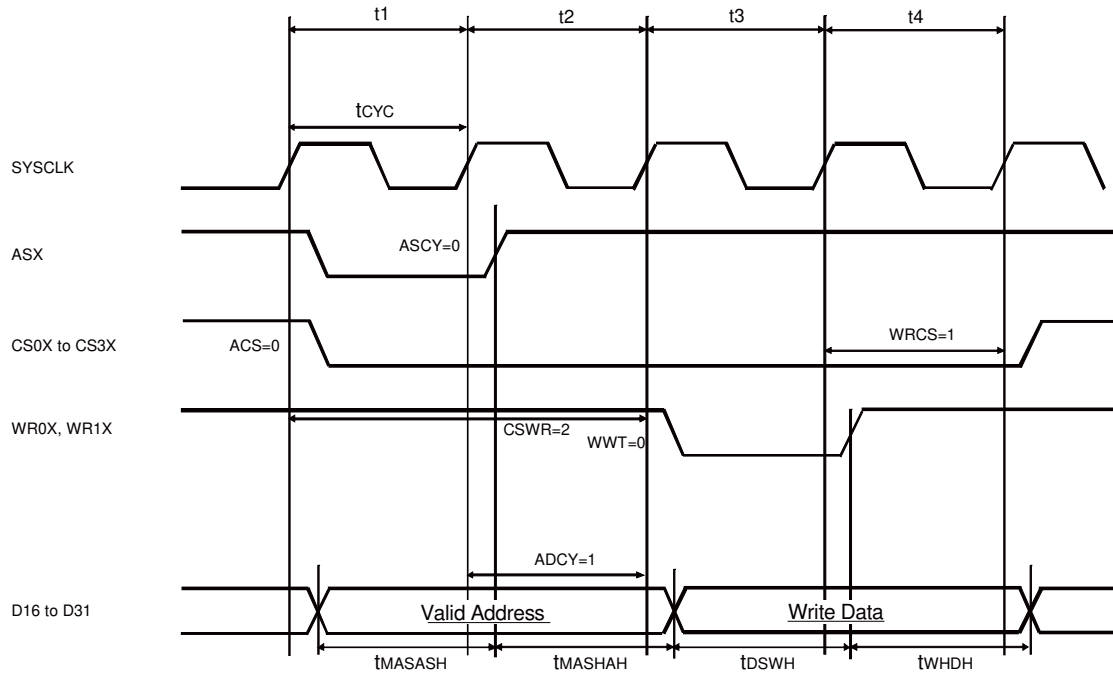 t1 t2 t3 t4
tCYC
SYSCLK
ASCY=0
ASX
CS0X to CS3X ACS=0 WRCS=1
WR0X, WR1X
CSWR=2
WWT=0
ADCY=1
D16 to D31 Valid Address Write Data
tMASASH tMASHAH tDSWH tWHDH